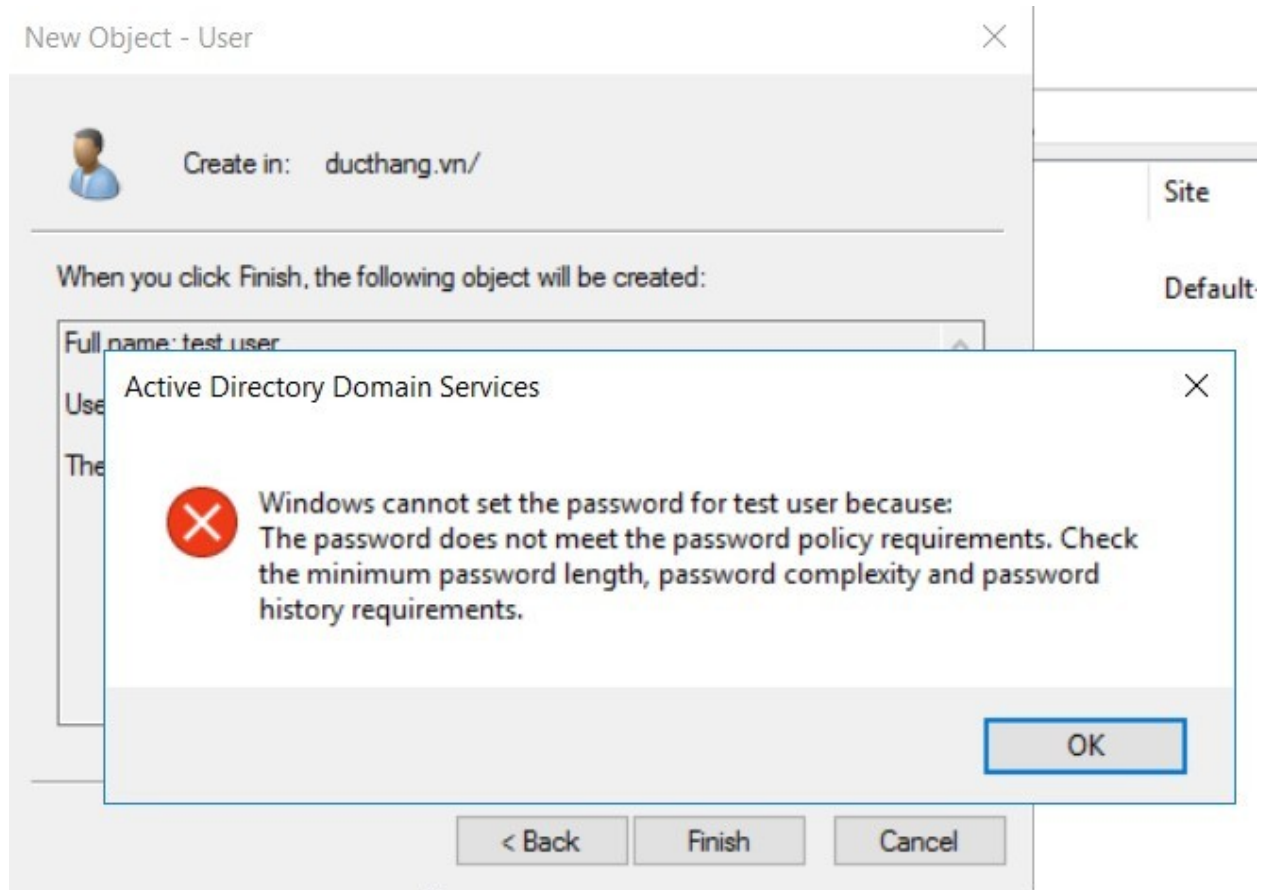 New Object - User
Create in: ducthang.vn/
Site
When you click Finish, the following object will be created:
Default-
Full name: test user
Active Directory Domain Services
Use
The
Windows cannot set the password for test user because:
The password does not meet the password policy requirements. Check
the minimum password length, password complexity and password
history requirements.
OK
< Back
Finish
Cancel